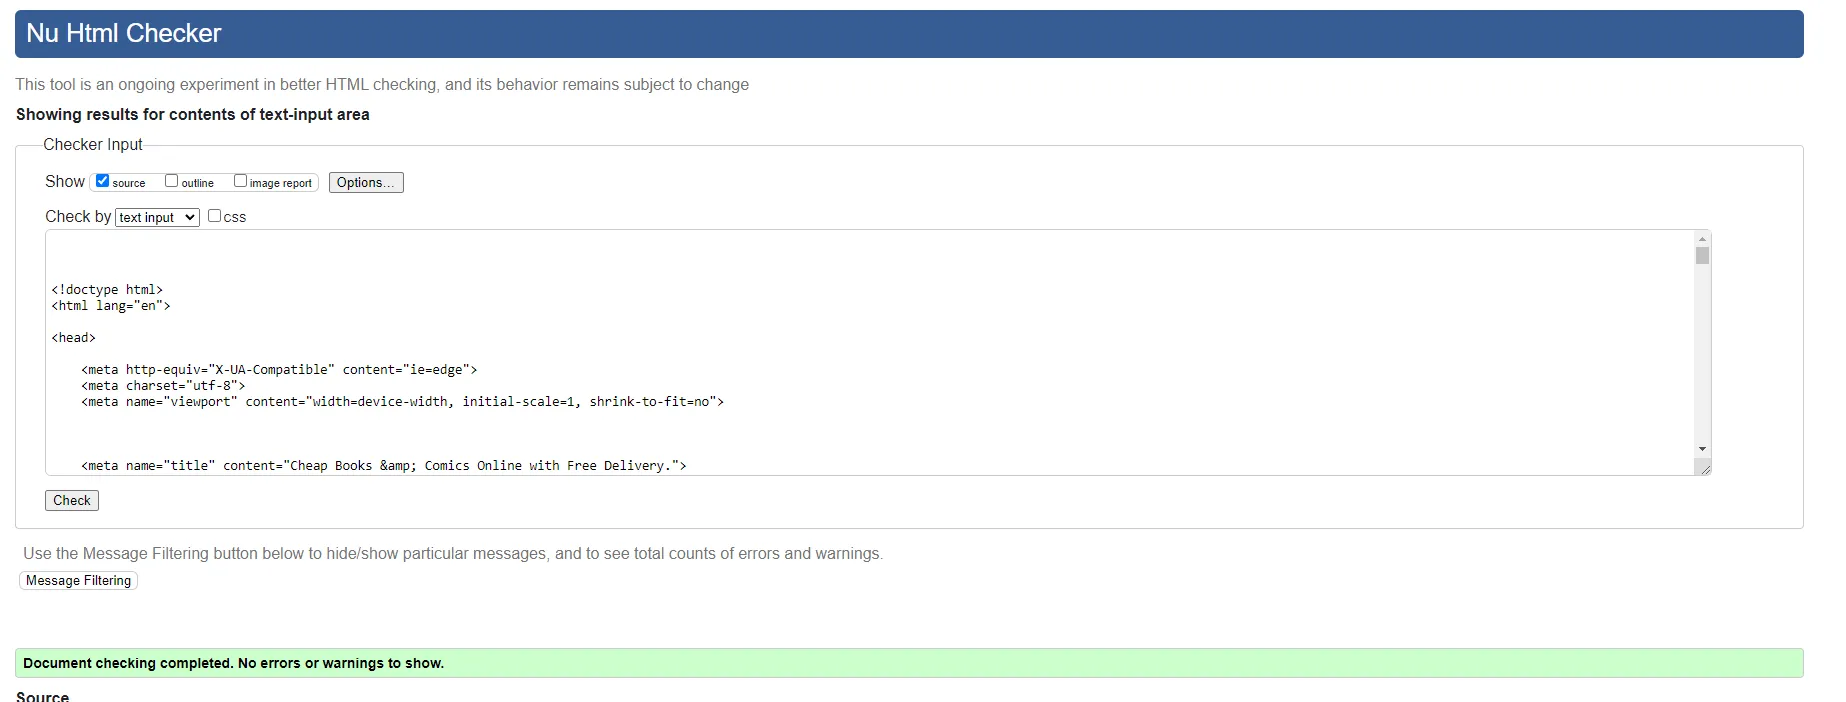 Nu Html Checker
This tool is an ongoing experiment in better HTML checking, and its behavior remains subject to change
Showing results for contents of text-input area
Checker Input
Show source outline image report Options...
Check by text input css
<!doctype html>
<html lang="en">
<head>
<meta http-equiv="X-UA-Compatible" content="ie=edge">
<meta charset="utf-8">
<meta name="viewport" content="width=device-width, initial-scale=1, shrink-to-fit=no">
<meta name="title" content="Cheap Books &amp; Comics Online with Free Delivery.">
Check
Use the Message Filtering button below to hide/show particular messages, and to see total counts of errors and warnings.
Message Filtering
Document checking completed. No errors or warnings to show.
Source